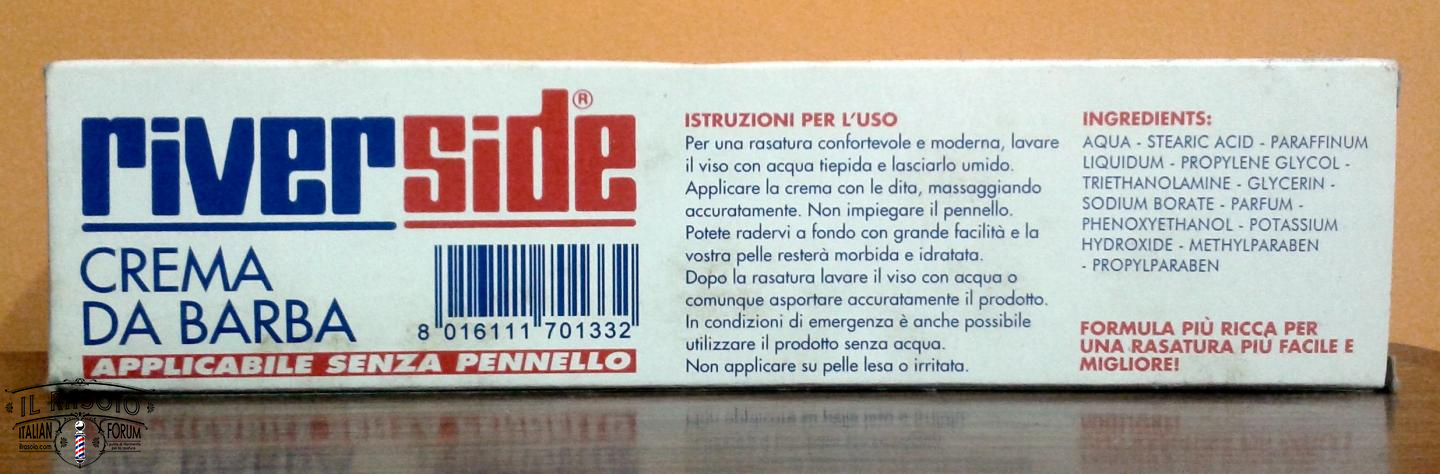 riverside®
CREMA
DA BARBA
8 016111 701332
APPLICABILE SENZA PENNELLO
ISTRUZIONI PER L'USO
Per una rasatura confortevole e moderna, lavare
il viso con acqua tiepida e lasciarlo umido.
Applicare la crema con le dita, massaggiando
accuratamente. Non impiegare il pennello.
Potete radervi a fondo con grande facilità e la
vostra pelle resterà morbida e idratata.
Dopo la rasatura lavare il viso con acqua o
comunque asportare accuratamente il prodotto.
In condizioni di emergenza è anche possibile
utilizzare il prodotto senza acqua.
Non applicare su pelle lesa o irritata.
INGREDIENTS:
AQUA - STEARIC ACID - PARAFFINUM
LIQUIDUM - PROPYLENE GLYCOL -
TRIETHANOLAMINE - GLYCERIN -
SODIUM BORATE - PARFUM -
PHENOXYETHANOL - POTASSIUM
HYDROXIDE - METHYLPARABEN
- PROPYLPARABEN
FORMULA PIÙ RICCA PER
UNA RASATURA PIÙ FACILE E
MIGLIORE!
IL RASOIO
ITALIAN FORUM
ilrasoio.com